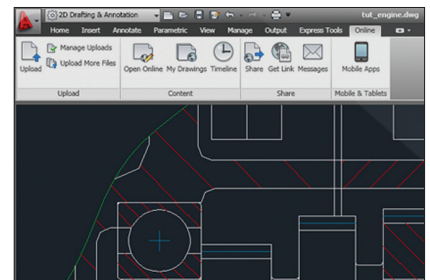 2D Drafting & Annotation
tut_engine.dwg
Home Insert Annotate Parametric View Manage Output Express Tools Online
Upload
Manage Uploads
Upload More Files
Open Online My Drawings Timeline
Share Get Link Messages
Mobile Apps
Upload Content Share Mobile & Tablets